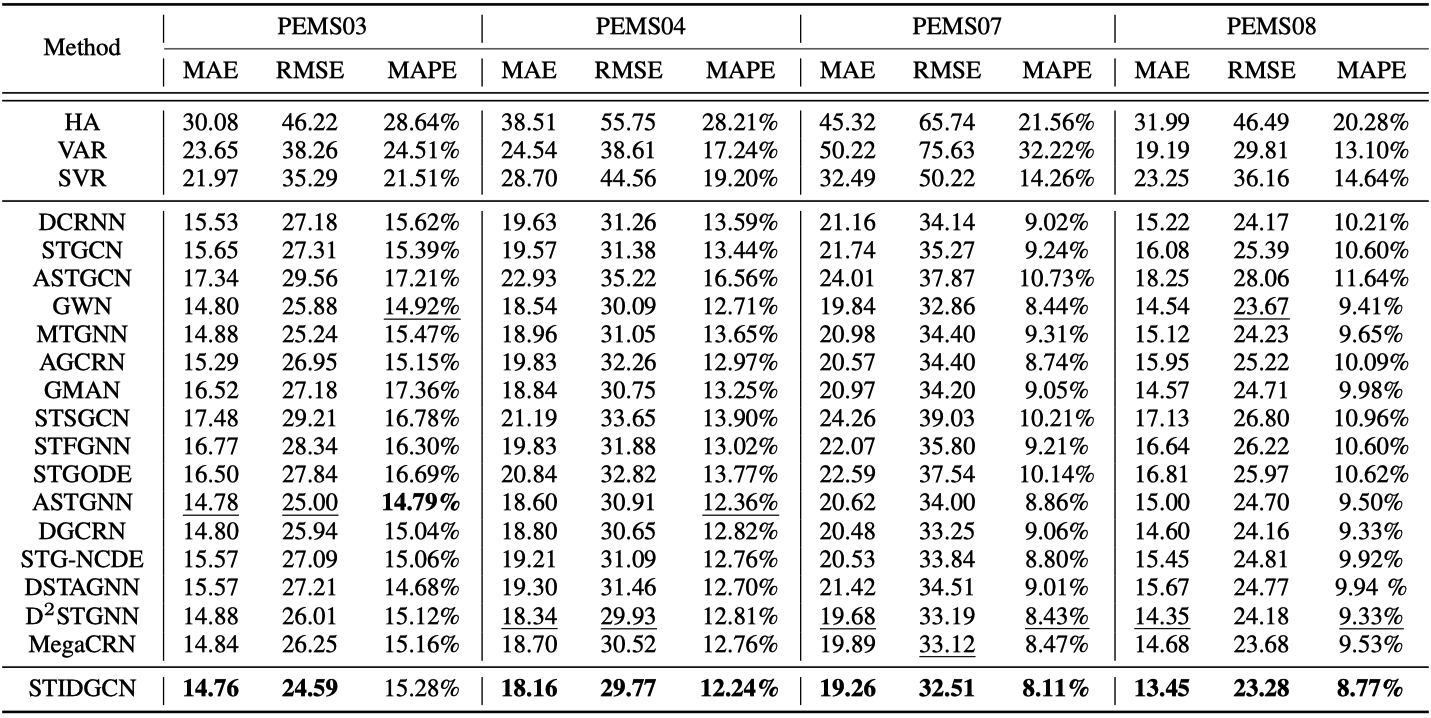 Method PEMS03 PEMS04 PEMS07 PEMS08
MAE RMSE MAPE MAE RMSE MAPE MAE RMSE MAPE MAE RMSE MAPE
HA 30.08 46.22 28.64% 38.51 55.75 28.21% 45.32 65.74 21.56% 31.99 46.49 20.28%
VAR 23.65 38.26 24.51% 24.54 38.61 17.24% 50.22 75.63 32.22% 19.19 29.81 13.10%
SVR 21.97 35.29 21.51% 28.70 44.56 19.20% 32.49 50.22 14.26% 23.25 36.16 14.64%
DCRNN 15.53 27.18 15.62% 19.63 31.26 13.59% 21.16 34.14 9.02% 15.22 24.17 10.21%
STGCN 15.65 27.31 15.39% 19.57 31.38 13.44% 21.74 35.27 9.24% 16.08 25.39 10.60%
ASTGCN 17.34 29.56 17.21% 22.93 35.22 16.56% 24.01 37.87 10.73% 18.25 28.06 11.64%
GWN 14.80 25.88 14.92% 18.54 30.09 12.71% 19.84 32.86 8.44% 14.54 23.67 9.41%
MTGNN 14.88 25.24 15.47% 18.96 31.05 13.65% 20.98 34.40 9.31% 15.12 24.23 9.65%
AGCRN 15.29 26.95 15.15% 19.83 32.26 12.97% 20.57 34.40 8.74% 15.95 25.22 10.09%
GMAN 16.52 27.18 17.36% 18.84 30.75 13.25% 20.97 34.20 9.05% 14.57 24.71 9.98%
STSGCN 17.48 29.21 16.78% 21.19 33.65 13.90% 24.26 39.03 10.21% 17.13 26.80 10.96%
STFGNN 16.77 28.34 16.30% 19.83 31.88 13.02% 22.07 35.80 9.21% 16.64 26.22 10.60%
STGODE 16.50 27.84 16.69% 20.84 32.82 13.77% 22.59 37.54 10.14% 16.81 25.97 10.62%
ASTGNN 14.78 25.00 14.79% 18.60 30.91 12.36% 20.62 34.00 8.86% 15.00 24.70 9.50%
DGCRN 14.80 25.94 15.04% 18.80 30.65 12.82% 20.48 33.25 9.06% 14.60 24.16 9.33%
STG-NCDE 15.57 27.09 15.06% 19.21 31.09 12.76% 20.53 33.84 8.80% 15.45 24.81 9.92%
DSTAGNN 15.57 27.21 14.68% 19.30 31.46 12.70% 21.42 34.51 9.01% 15.67 24.77 9.94 %
D²STGNN 14.88 26.01 15.12% 18.34 29.93 12.81% 19.68 33.19 8.43% 14.35 24.18 9.33%
MegaCRN 14.84 26.25 15.16% 18.70 30.52 12.76% 19.89 33.12 8.47% 14.68 23.68 9.53%
STIDGCN 14.76 24.59 15.28% 18.16 29.77 12.24% 19.26 32.51 8.11% 13.45 23.28 8.77%